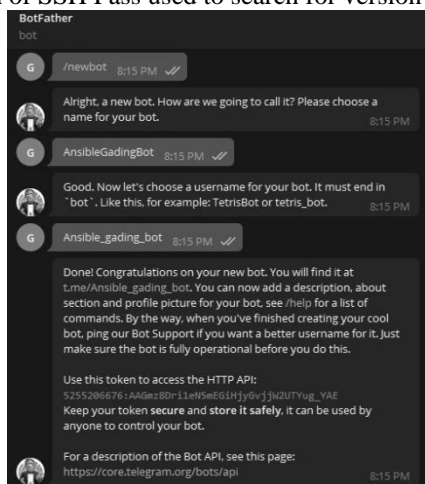 of SSH Pass used to search for version
BotFather
bot
G
/newbot 8:15 PM
Alright, a new bot. How are we going to call it? Please choose a
name for your bot.
8:15 PM
G
AnsibleGadingBot 8:15 PM
Good. Now let's choose a username for your bot. It must end in
`bot`. Like this, for example: TetrisBot or tetris_bot.
8:15 PM
G
Ansible_gading_bot 8:15 PM
Done! Congratulations on your new bot. You will find it at
t.me/Ansible_gading_bot. You can now add a description, about
section and profile picture for your bot, see /help for a list of
commands. By the way, when you've finished creating your cool
bot, ping our Bot Support if you want a better username for it. Just
make sure the bot is fully operational before you do this.
Use this token to access the HTTP API:
Keep your token secure and store it safely, it can be used by
anyone to control your bot.
For a description of the Bot API, see this page:
https://core.telegram.org/bots/api
8:15 PM